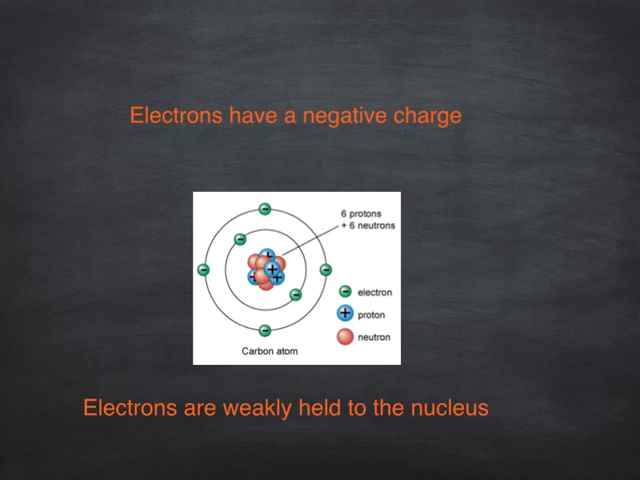 Electrons have a negative charge
6 protons
+ 6 neutrons
electron
proton
neutron
Carbon atom
Electrons are weakly held to the nucleus